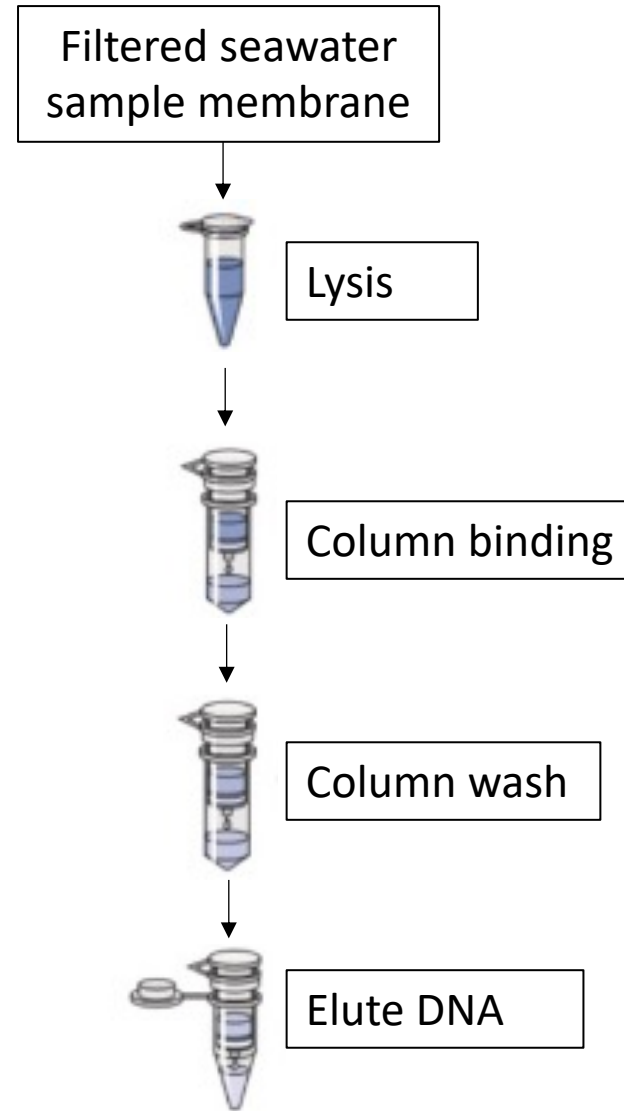 Filtered seawater
sample membrane
Lysis
Column binding
Column wash
Elute DNA